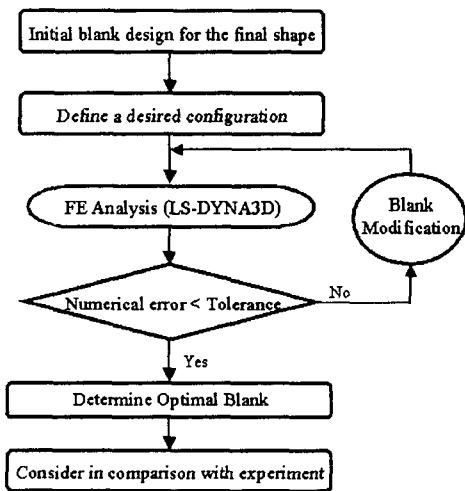 Initial blank design for the final shape
Define a desired configuration
FE Analysis (LS-DYNA3D)
Blank
Modification
Numerical error < Tolerance
No
Yes
Determine Optimal Blank
Consider in comparison with experiment